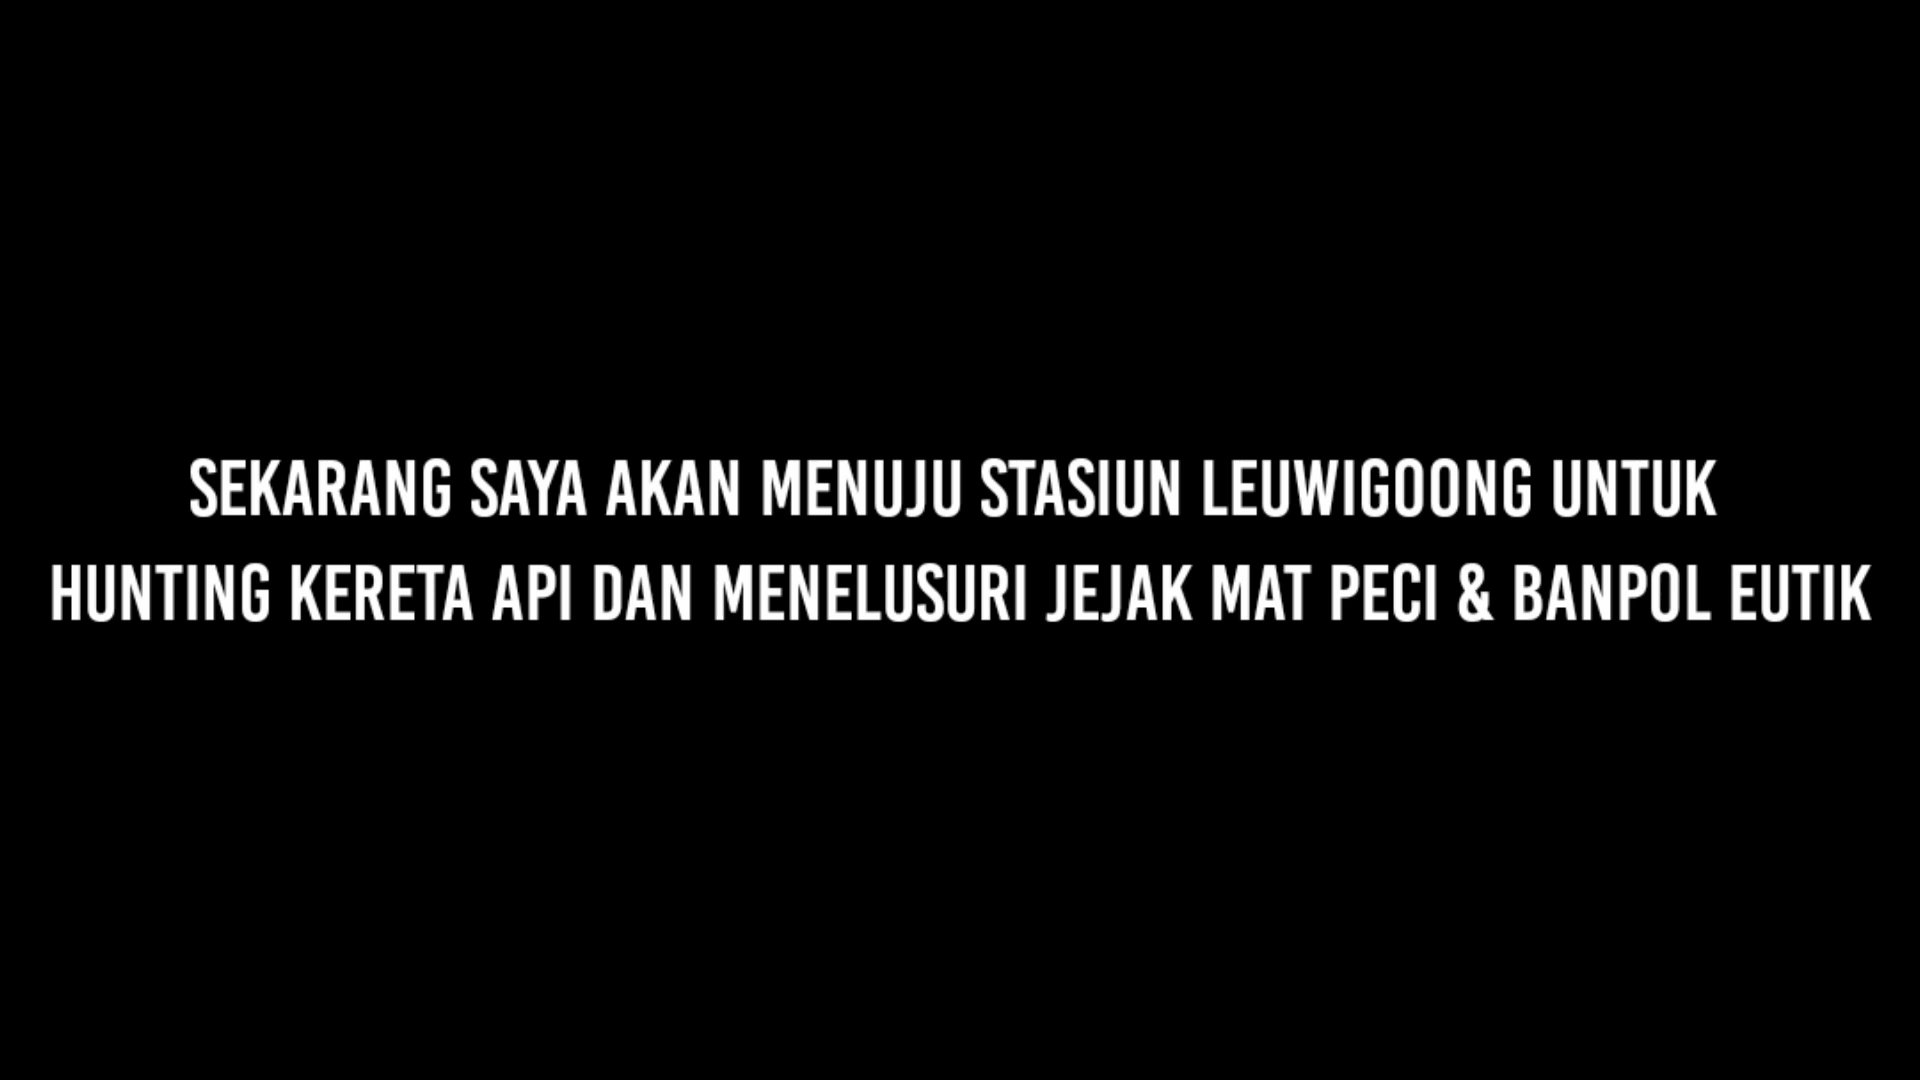 SEKARANG SAYA AKAN MENUJU STASIUN LEUWIGOONG UNTUK
HUNTING KERETA API DAN MENELUSURI JEJAK MAT PECI & BANPOL EUTIK